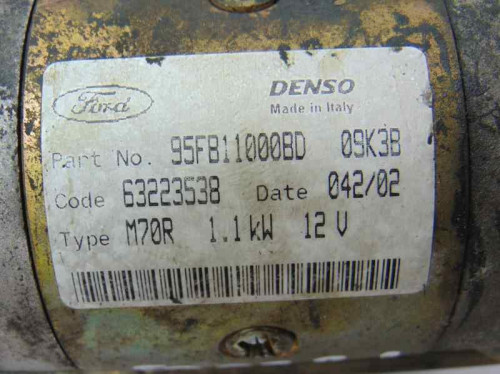 Ford DENSO
Made in Italy
Part No. 95FB11000BD 09K3B
Code 63223538 Date 042/02
Type M70R 1.1kW 12 V